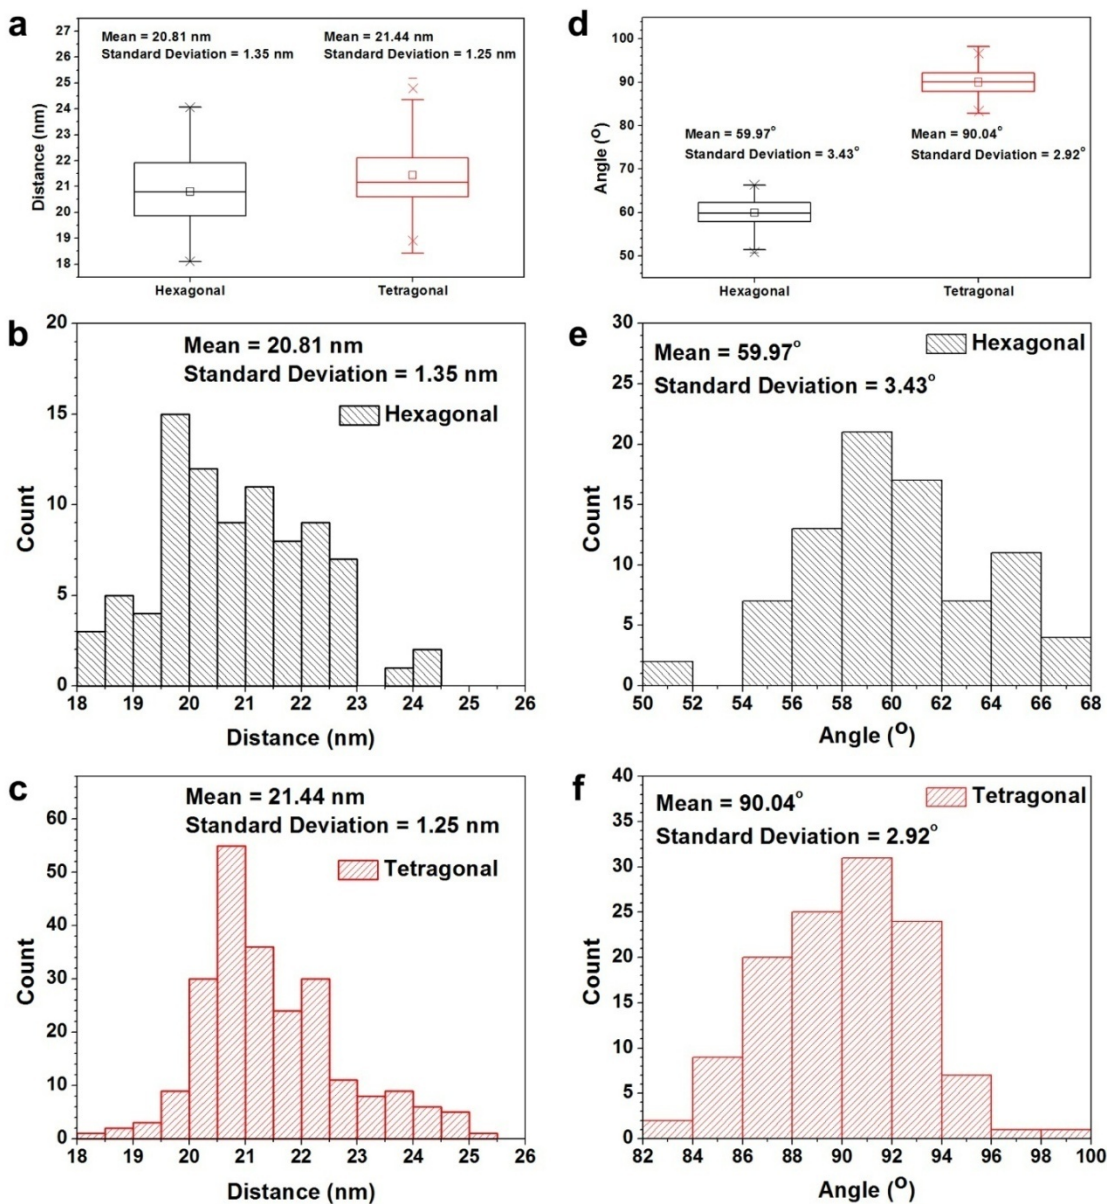 a
Mean = 20.81 nm
Standard Deviation = 1.35 nm
Mean = 21.44 nm
Standard Deviation = 1.25 nm
27
26
25
24
23
22
21
20
19
18
Distance (nm)
Hexagonal
Tetragonal
d
Mean = 59.97°
Standard Deviation = 3.43°
Mean = 90.04°
Standard Deviation = 2.92°
100
90
80
70
60
50
Angle (°)
Hexagonal
Tetragonal
b
Mean = 20.81 nm
Standard Deviation = 1.35 nm
Hexagonal
20
15
10
5
0
Count
18 19 20 21 22 23 24 25 26
Distance (nm)
e
Mean = 59.97°
Standard Deviation = 3.43°
Hexagonal
30
25
20
15
10
5
0
Count
50 52 54 56 58 60 62 64 66 68
Angle (°)
c
Mean = 21.44 nm
Standard Deviation = 1.25 nm
Tetragonal
60
50
40
30
20
10
0
Count
18 19 20 21 22 23 24 25 26
Distance (nm)
f
Mean = 90.04°
Standard Deviation = 2.92°
Tetragonal
40
35
30
25
20
15
10
5
0
Count
82 84 86 88 90 92 94 96 98 100
Angle (°)